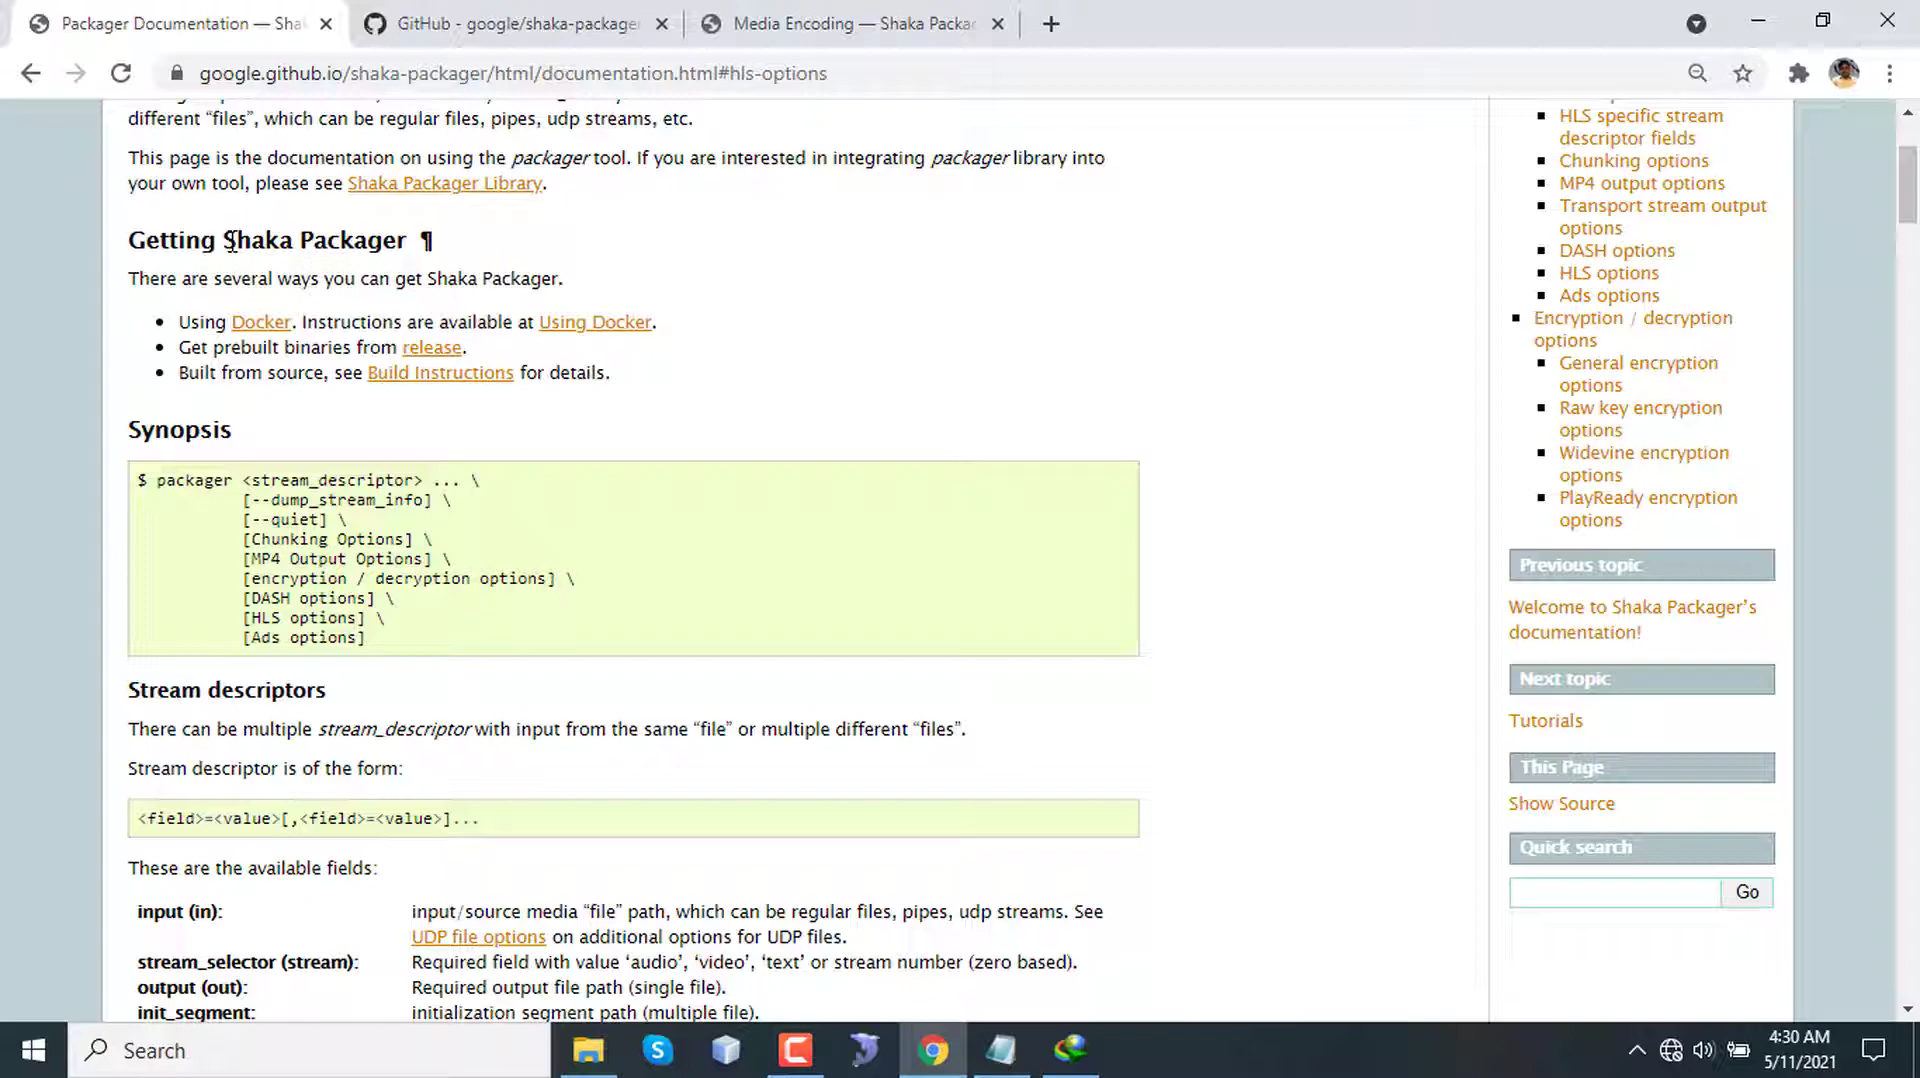 Packager Documentation — Shak
GitHub - google/shaka-packager
Media Encoding — Shaka Packa
google.github.io/shaka-packager/html/documentation.html#hls-options
different “files”, which can be regular files, pipes, udp streams, etc.
This page is the documentation on using the packager tool. If you are interested in integrating packager library into
your own tool, please see Shaka Packager Library.
Getting Shaka Packager ¶
There are several ways you can get Shaka Packager.
Using Docker. Instructions are available at Using Docker.
Get prebuilt binaries from release.
Built from source, see Build Instructions for details.
Synopsis
$ packager <stream_descriptor> ... \
[--dump_stream_info] \
[--quiet] \
[Chunking Options] \
[MP4 Output Options] \
[encryption / decryption options] \
[DASH options] \
[HLS options] \
[Ads options]
Stream descriptors
There can be multiple stream_descriptor with input from the same “file” or multiple different “files”.
Stream descriptor is of the form:
<field>=<value>[,<field>=<value>]...
These are the available fields:
input (in): input/source media “file” path, which can be regular files, pipes, udp streams. See
UDP file options on additional options for UDP files.
stream_selector (stream): Required field with value ‘audio’, ‘video’, ‘text’ or stream number (zero based).
output (out): Required output file path (single file).
init_segment: initialization segment path (multiple file).
HLS specific stream
descriptor fields
Chunking options
MP4 output options
Transport stream output
options
DASH options
HLS options
Ads options
Encryption / decryption
options
General encryption
options
Raw key encryption
options
Widevine encryption
options
PlayReady encryption
options
Previous topic
Welcome to Shaka Packager’s
documentation!
Next topic
Tutorials
This Page
Show Source
Quick search
Go
Search
4:30 AM
5/11/2021